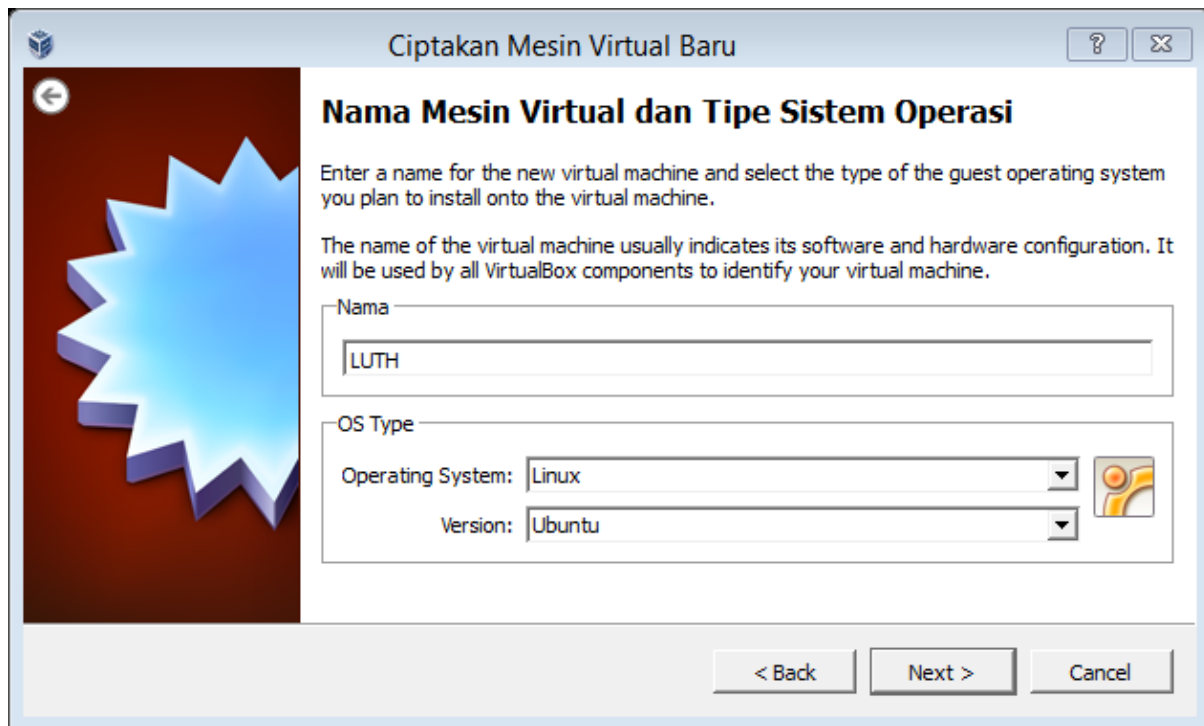 Ciptakan Mesin Virtual Baru
Nama Mesin Virtual dan Tipe Sistem Operasi
Enter a name for the new virtual machine and select the type of the guest operating system
you plan to install onto the virtual machine.
The name of the virtual machine usually indicates its software and hardware configuration. It
will be used by all VirtualBox components to identify your virtual machine.
Nama
LUTH
OS Type
Operating System: Linux
Version: Ubuntu
< Back Next > Cancel